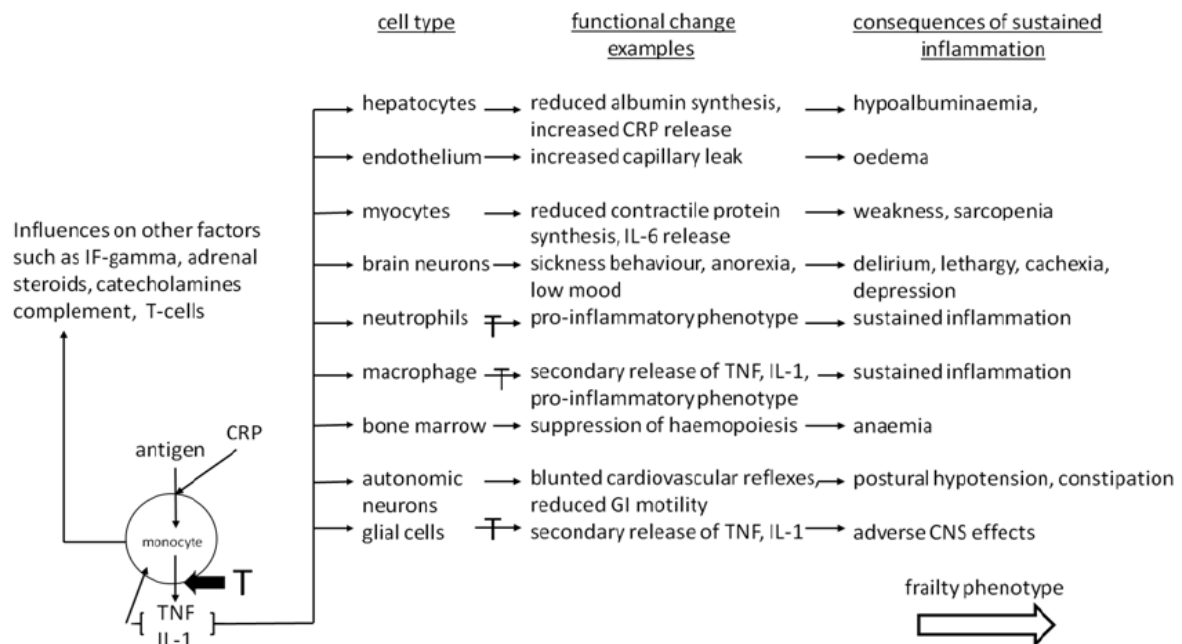 cell type
functional change
examples
consequences of sustained
inflammation
hepatocytes
reduced albumin synthesis,
increased CRP release
hypoalbuminaemia,
endothelium
increased capillary leak
oedema
myocytes
reduced contractile protein
synthesis, IL-6 release
weakness, sarcopenia
brain neurons
sickness behaviour, anorexia,
low mood
delirium, lethargy, cachexia,
depression
neutrophils
T
pro-inflammatory phenotype
sustained inflammation
macrophage
T
secondary release of TNF, IL-1,
pro-inflammatory phenotype
sustained inflammation
bone marrow
suppression of haemopoiesis
anaemia
autonomic
neurons
blunted cardiovascular reflexes,
reduced GI motility
postural hypotension, constipation
glial cells
T
secondary release of TNF, IL-1
adverse CNS effects
Influences on other factors
such as IF-gamma, adrenal
steroids, catecholamines
complement, T-cells
CRP
antigen
monocyte
T
TNF
IL-1
frailty phenotype